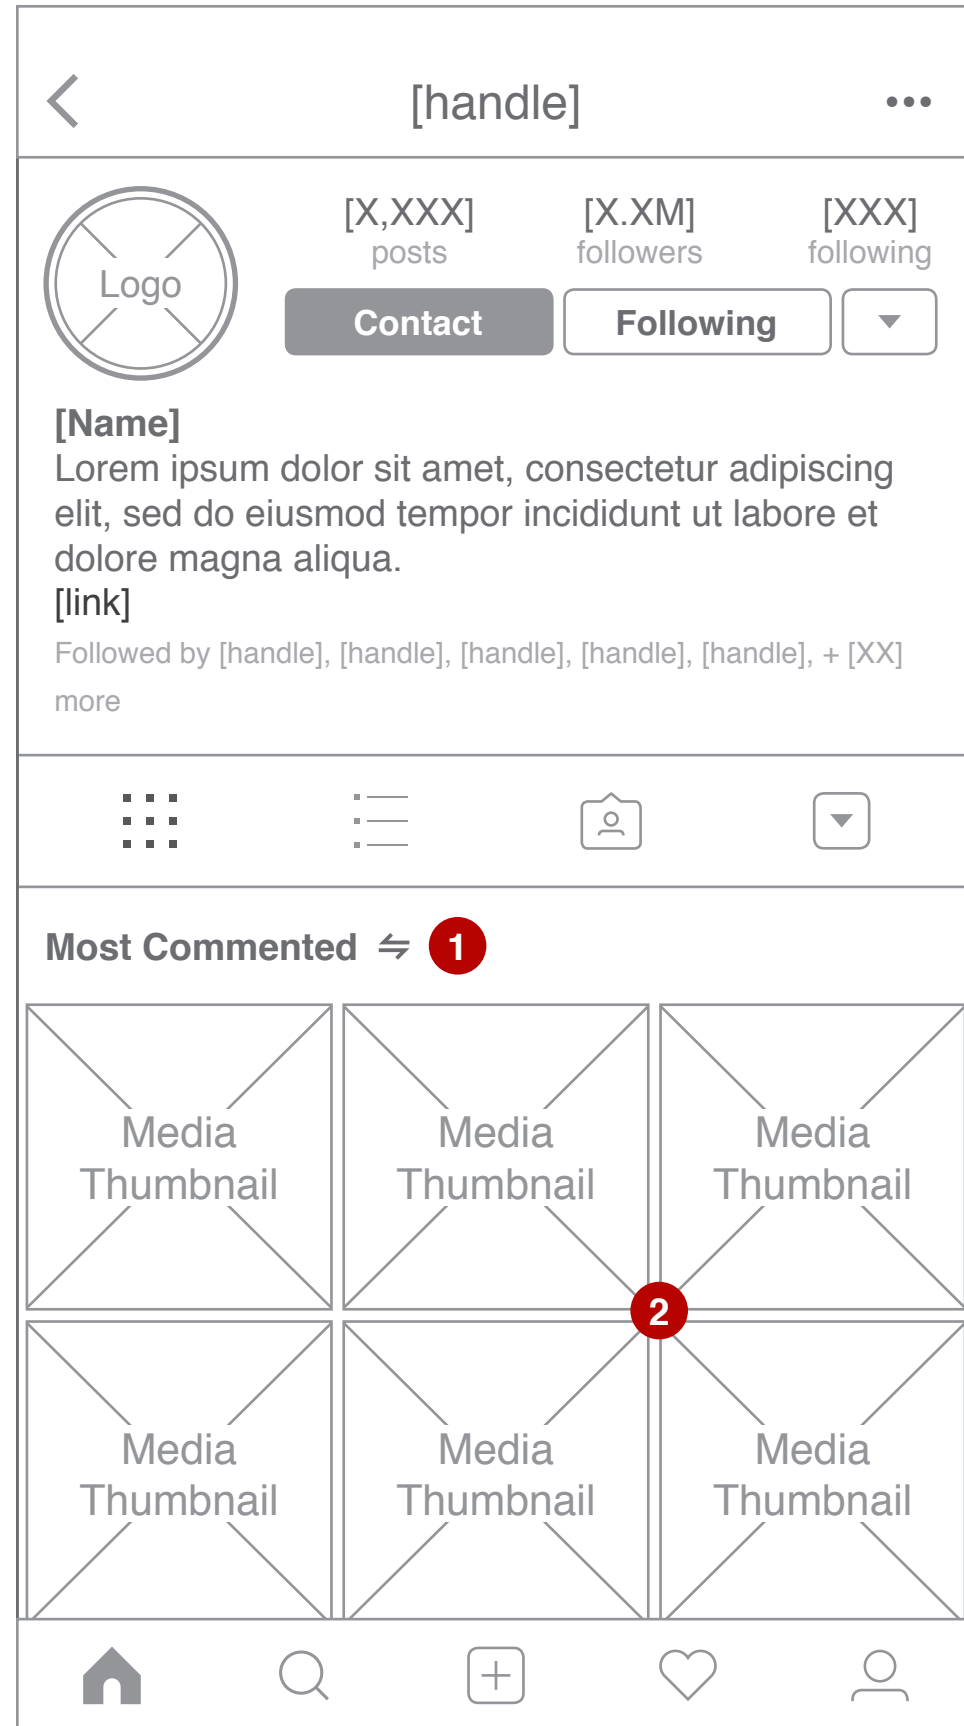 [handle]
[X,XXX] [X.XM] [XXX]
posts followers following
Logo
Contact Following
[Name]
Lorem ipsum dolor sit amet, consectetur adipiscing
elit, sed do eiusmod tempor incididunt ut labore et
dolore magna aliqua.
[link]
Followed by [handle], [handle], [handle], [handle], [handle], + [XX]
more
Most Commented 1
Media Media Media
Thumbnail Thumbnail Thumbnail
2
Media Media Media
Thumbnail Thumbnail Thumbnail